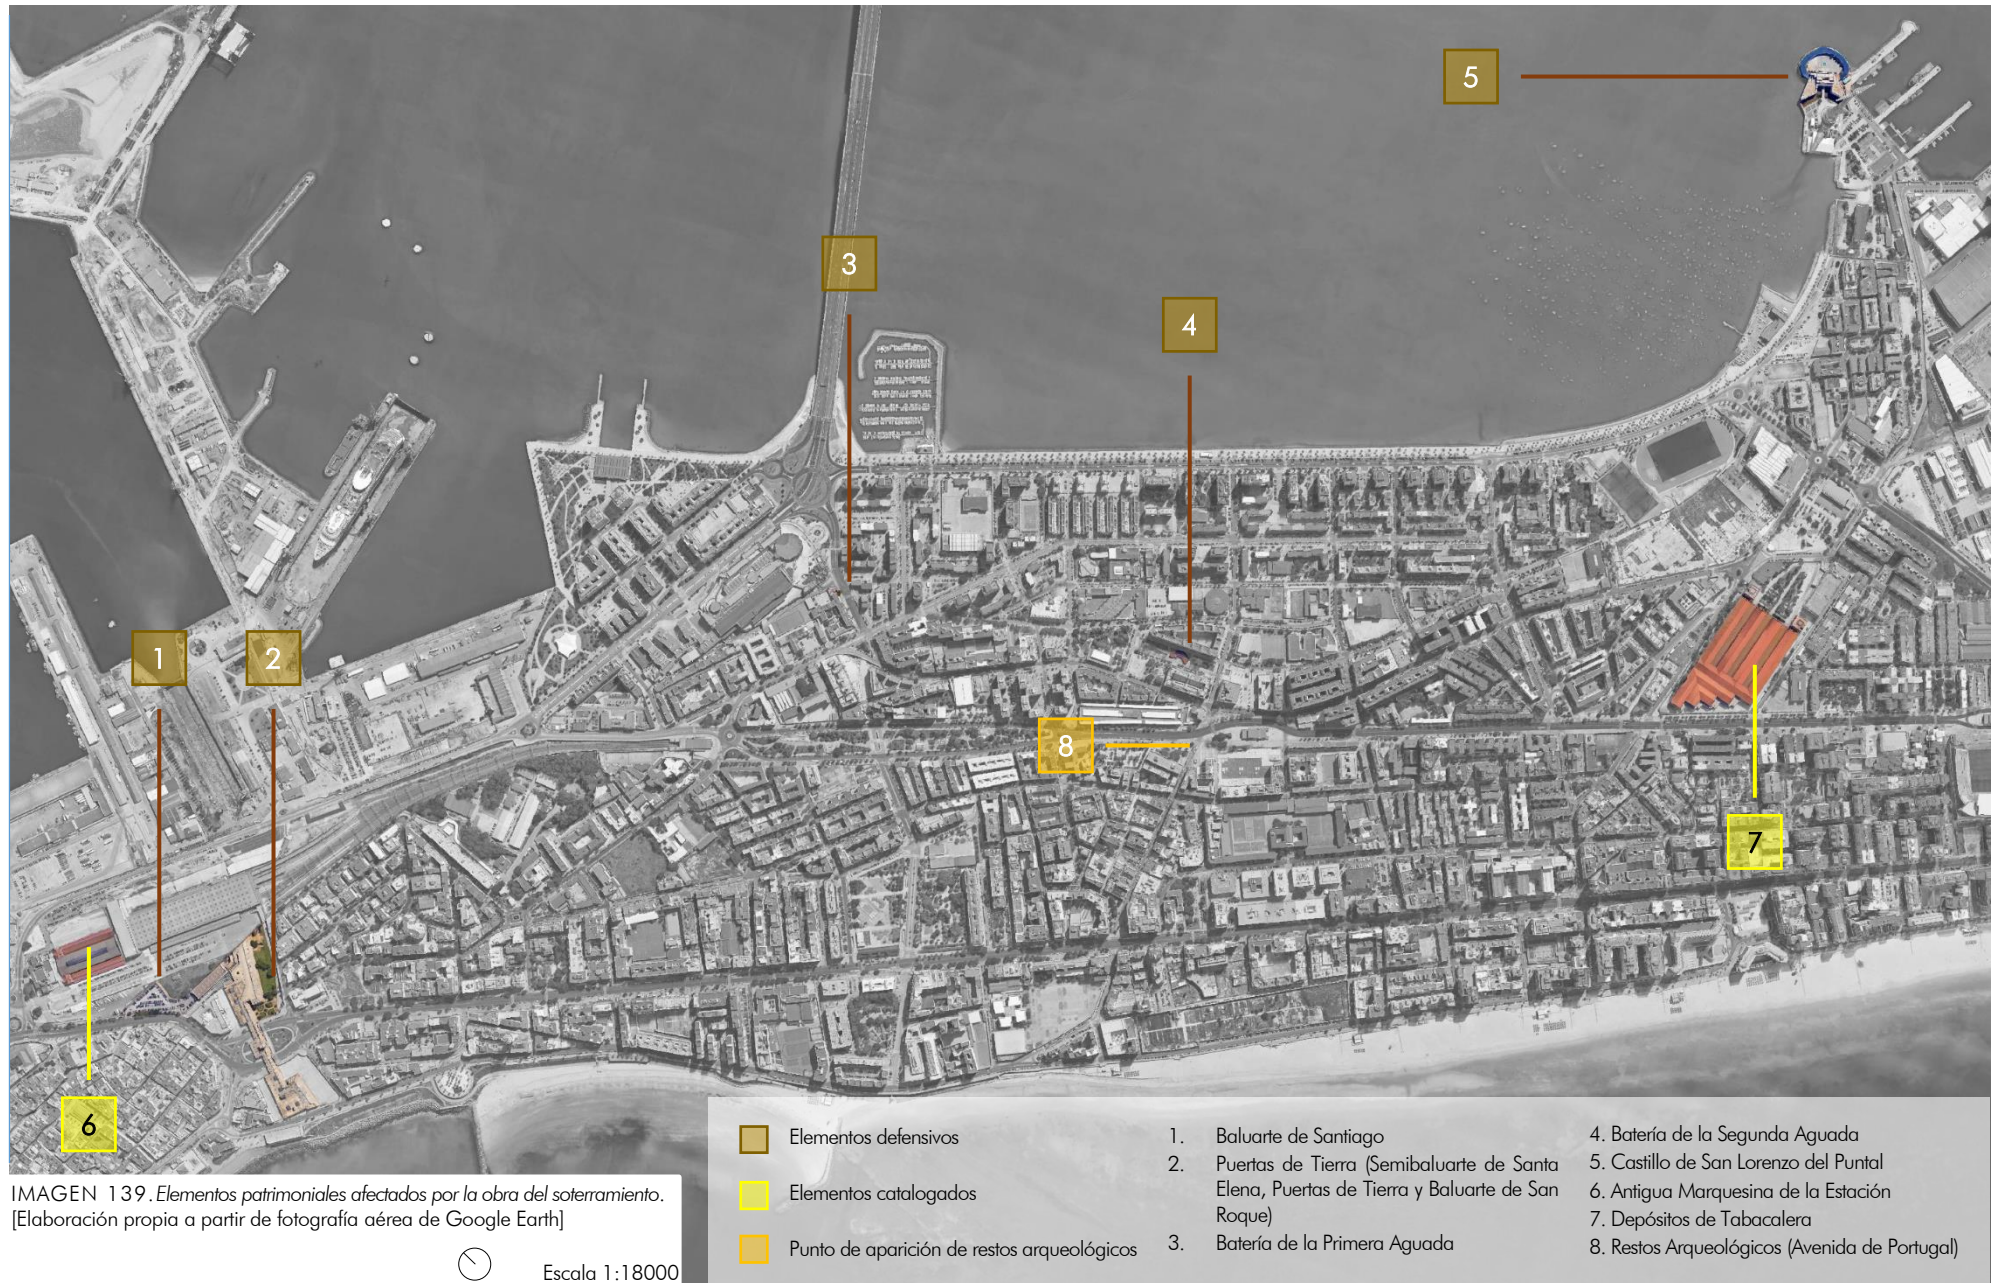 5
3
4
1
2
8
7
6
Elementos defensivos
Elementos catalogados
Punto de aparición de restos arqueológicos
1. Baluarte de Santiago
2. Puertas de Tierra (Semibaluarte de Santa
Elena, Puertas de Tierra y Baluarte de San
Roque)
3. Batería de la Primera Aguada
4. Batería de la Segunda Aguada
5. Castillo de San Lorenzo del Puntal
6. Antigua Marquesina de la Estación
7. Depósitos de Tabacalera
8. Restos Arqueológicos (Avenida de Portugal)
IMAGEN 139. Elementos patrimoniales afectados por la obra del soterramiento.
[Elaboración propia a partir de fotografía aérea de Google Earth]
Escala 1:18000